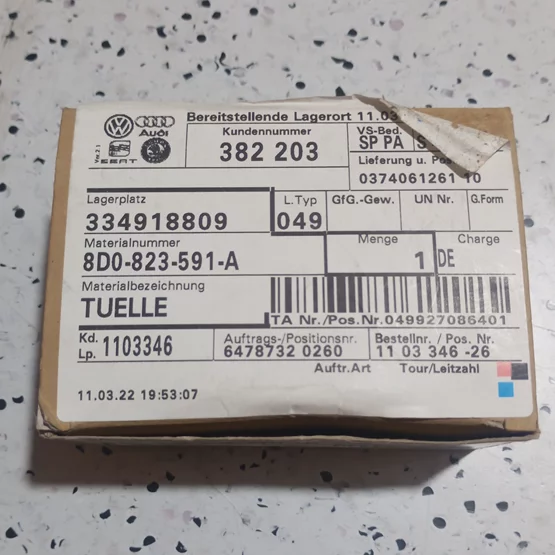 Bereitstellende Lagerort 11.03
Audi
SEAT
Kundennummer
382 203
VS-Bed.
SP PA S
Lieferung u. Pos.
0374061261 10
Lagerplatz
334918809
L.Typ
049
GfG.-Gew.
UN Nr.
G.Form
Materialnummer
8D0-823-591-A
Menge
1 DE
Charge
Materialbezeichnung
TUELLE
TA Nr./Pos.Nr.049927086401
Kd.
Lp. 1103346
Auftrags-/Positionsnr.
6478732 0260
Bestellnr. / Pos. Nr.
11 03 346 -26
Auftr.Art Tour/Leitzahl
11.03.22 19:53:07